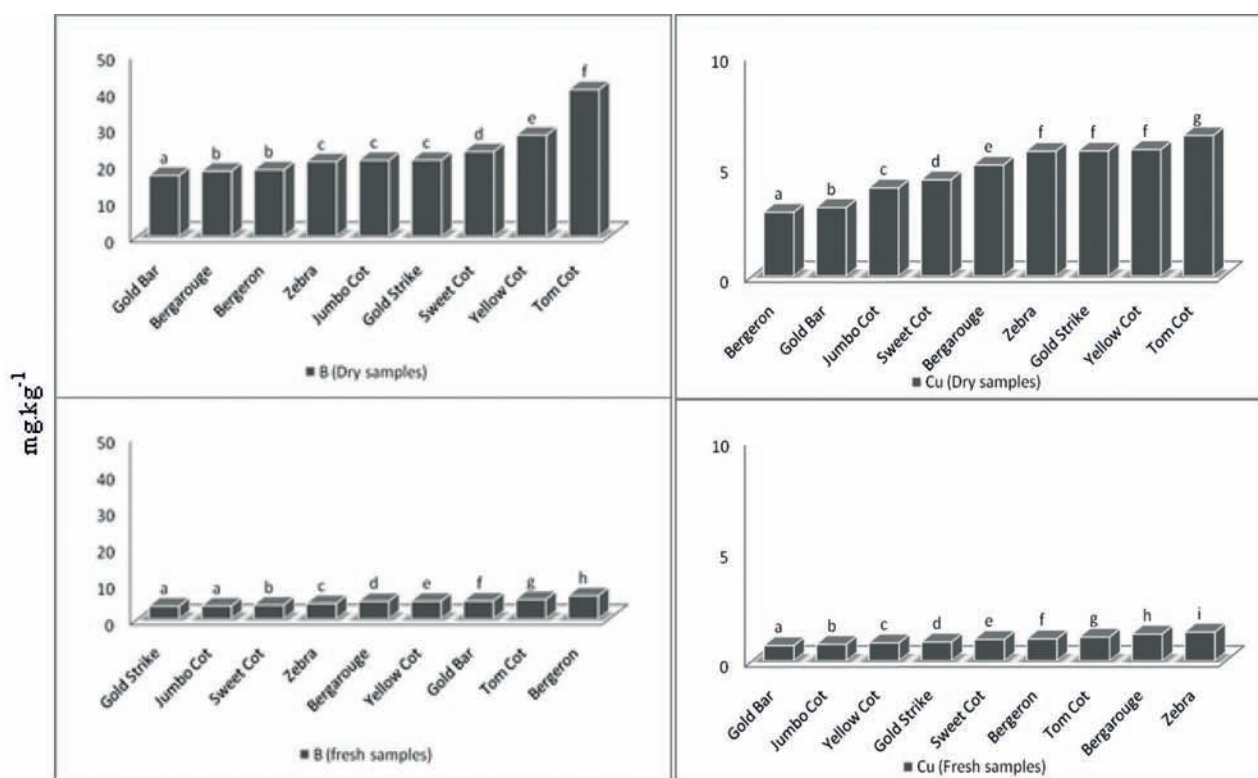 mg.kg-1
50
40
30
20
10
0
a b b c c c d e f
Gold Bar Bergarouge Bergeron Zebra Jumbo Cot Gold Strike Sweet Cot Yellow Cot Tom Cot
B (Dry samples)
10
5
0
a b c d e f f f g
Bergeron Gold Bar Jumbo Cot Sweet Cot Bergarouge Zebra Gold Strike Yellow Cot Tom Cot
Cu (Dry samples)
50
40
30
20
10
0
a a b c d e f g h
Gold Strike Jumbo Cot Sweet Cot Zebra Bergarouge Yellow Cot Gold Bar Tom Cot Bergeron
B (fresh samples)
10
5
0
a b c d e f g h i
Gold Bar Jumbo Cot Yellow Cot Gold Strike Sweet Cot Bergeron Tom Cot Bergarouge Zebra
Cu (Fresh samples)